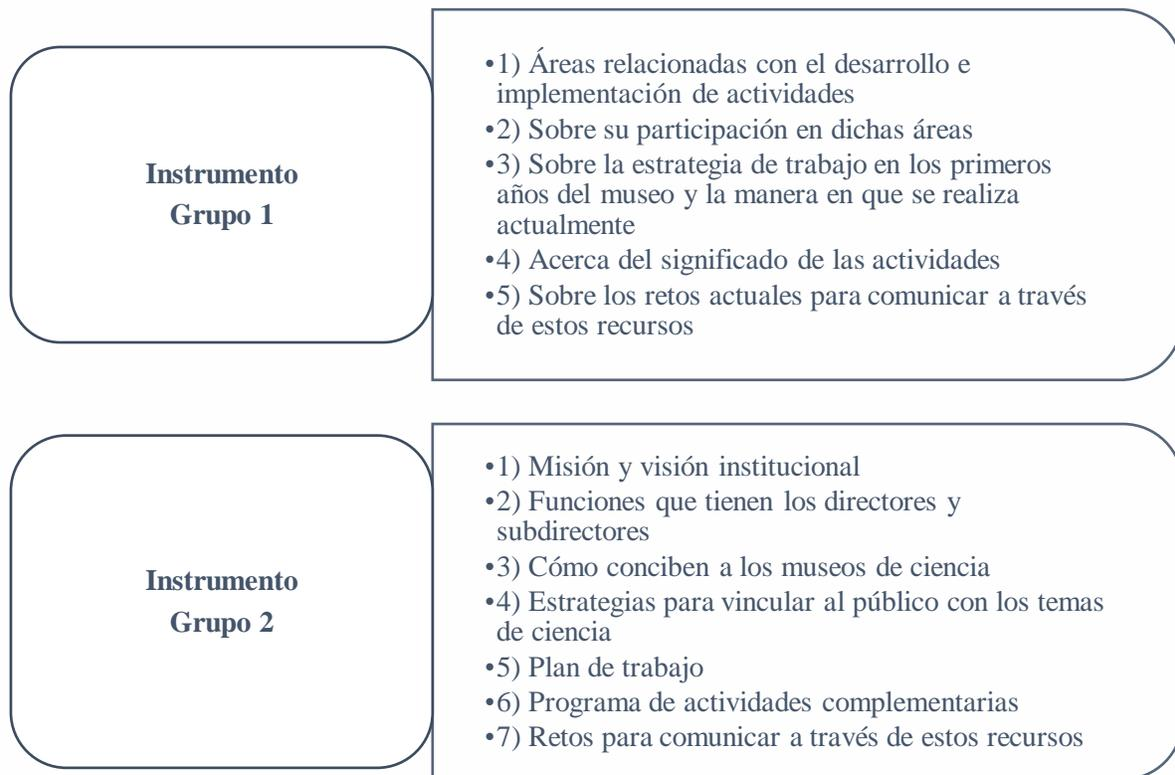 Instrumento
Grupo 1
•1) Áreas relacionadas con el desarrollo e
implementación de actividades
•2) Sobre su participación en dichas áreas
•3) Sobre la estrategia de trabajo en los primeros
años del museo y la manera en que se realiza
actualmente
•4) Acerca del significado de las actividades
•5) Sobre los retos actuales para comunicar a través
de estos recursos
Instrumento
Grupo 2
•1) Misión y visión institucional
•2) Funciones que tienen los directores y
subdirectores
•3) Cómo conciben a los museos de ciencia
•4) Estrategias para vincular al público con los temas
de ciencia
•5) Plan de trabajo
•6) Programa de actividades complementarias
•7) Retos para comunicar a través de estos recursos